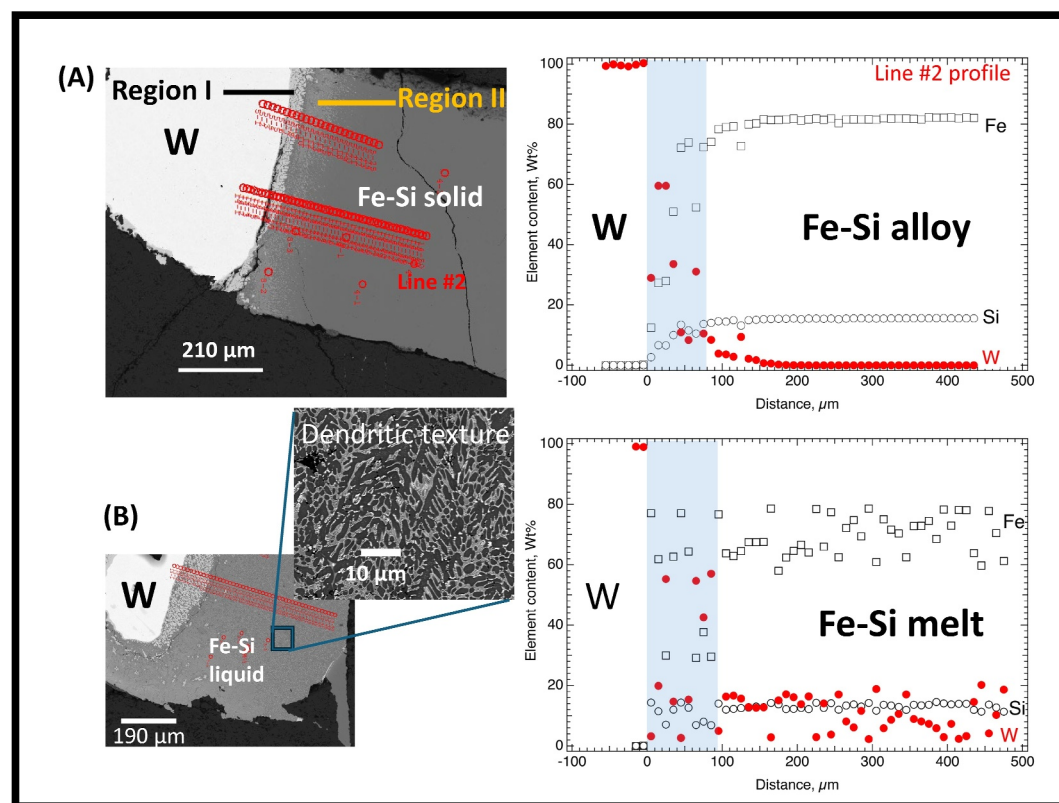 (A)
Region I
Region II
W
Fe-Si solid
Line #2
210 µm
Line #2 profile
Element content, Wt%
100
80
60
40
20
0
Fe
W
Fe-Si alloy
Si
W
-100 0 100 200 300 400 500
Distance, µm
(B)
Dendritic texture
10 µm
W
Fe-Si
liquid
190 µm
Element content, Wt%
100
80
60
40
20
0
Fe
W
Fe-Si melt
Si
W
-100 0 100 200 300 400 500
Distance, µm